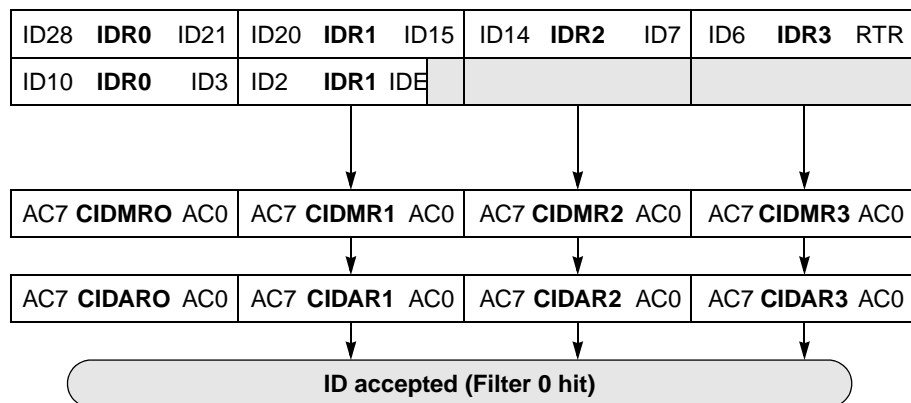 ID28 IDR0 ID21 ID20 IDR1 ID15 ID14 IDR2 ID7 ID6 IDR3 RTR
ID10 IDR0 ID3 ID2 IDR1 IDE
AC7 CIDMRO AC0 AC7 CIDMR1 AC0 AC7 CIDMR2 AC0 AC7 CIDMR3 AC0
AC7 CIDARO AC0 AC7 CIDAR1 AC0 AC7 CIDAR2 AC0 AC7 CIDAR3 AC0
ID accepted (Filter 0 hit)